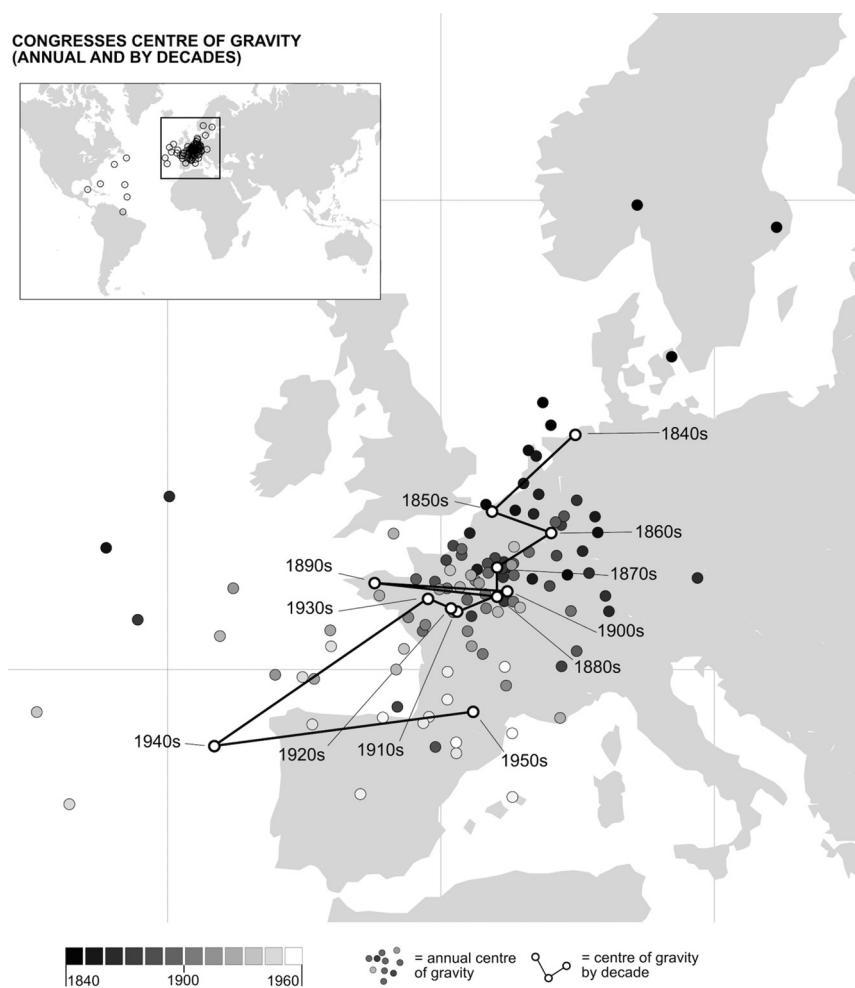 CONGRESSES CENTRE OF GRAVITY
(ANNUAL AND BY DECADES)
1840s
1850s
1860s
1890s
1870s
1930s
1900s
1880s
1940s
1920s
1910s
1950s
= annual centre
of gravity
= centre of gravity
by decade
1840
1900
1960